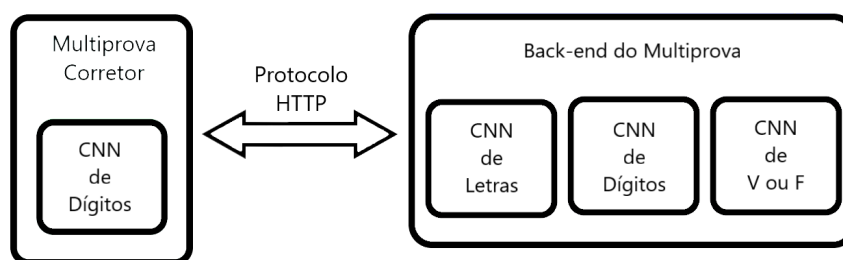 Multiprova
Corretor
CNN
de
Dígitos
Protocolo
HTTP
Back-end do Multiprova
CNN
de
Letras
CNN
de
Dígitos
CNN
de
V ou F